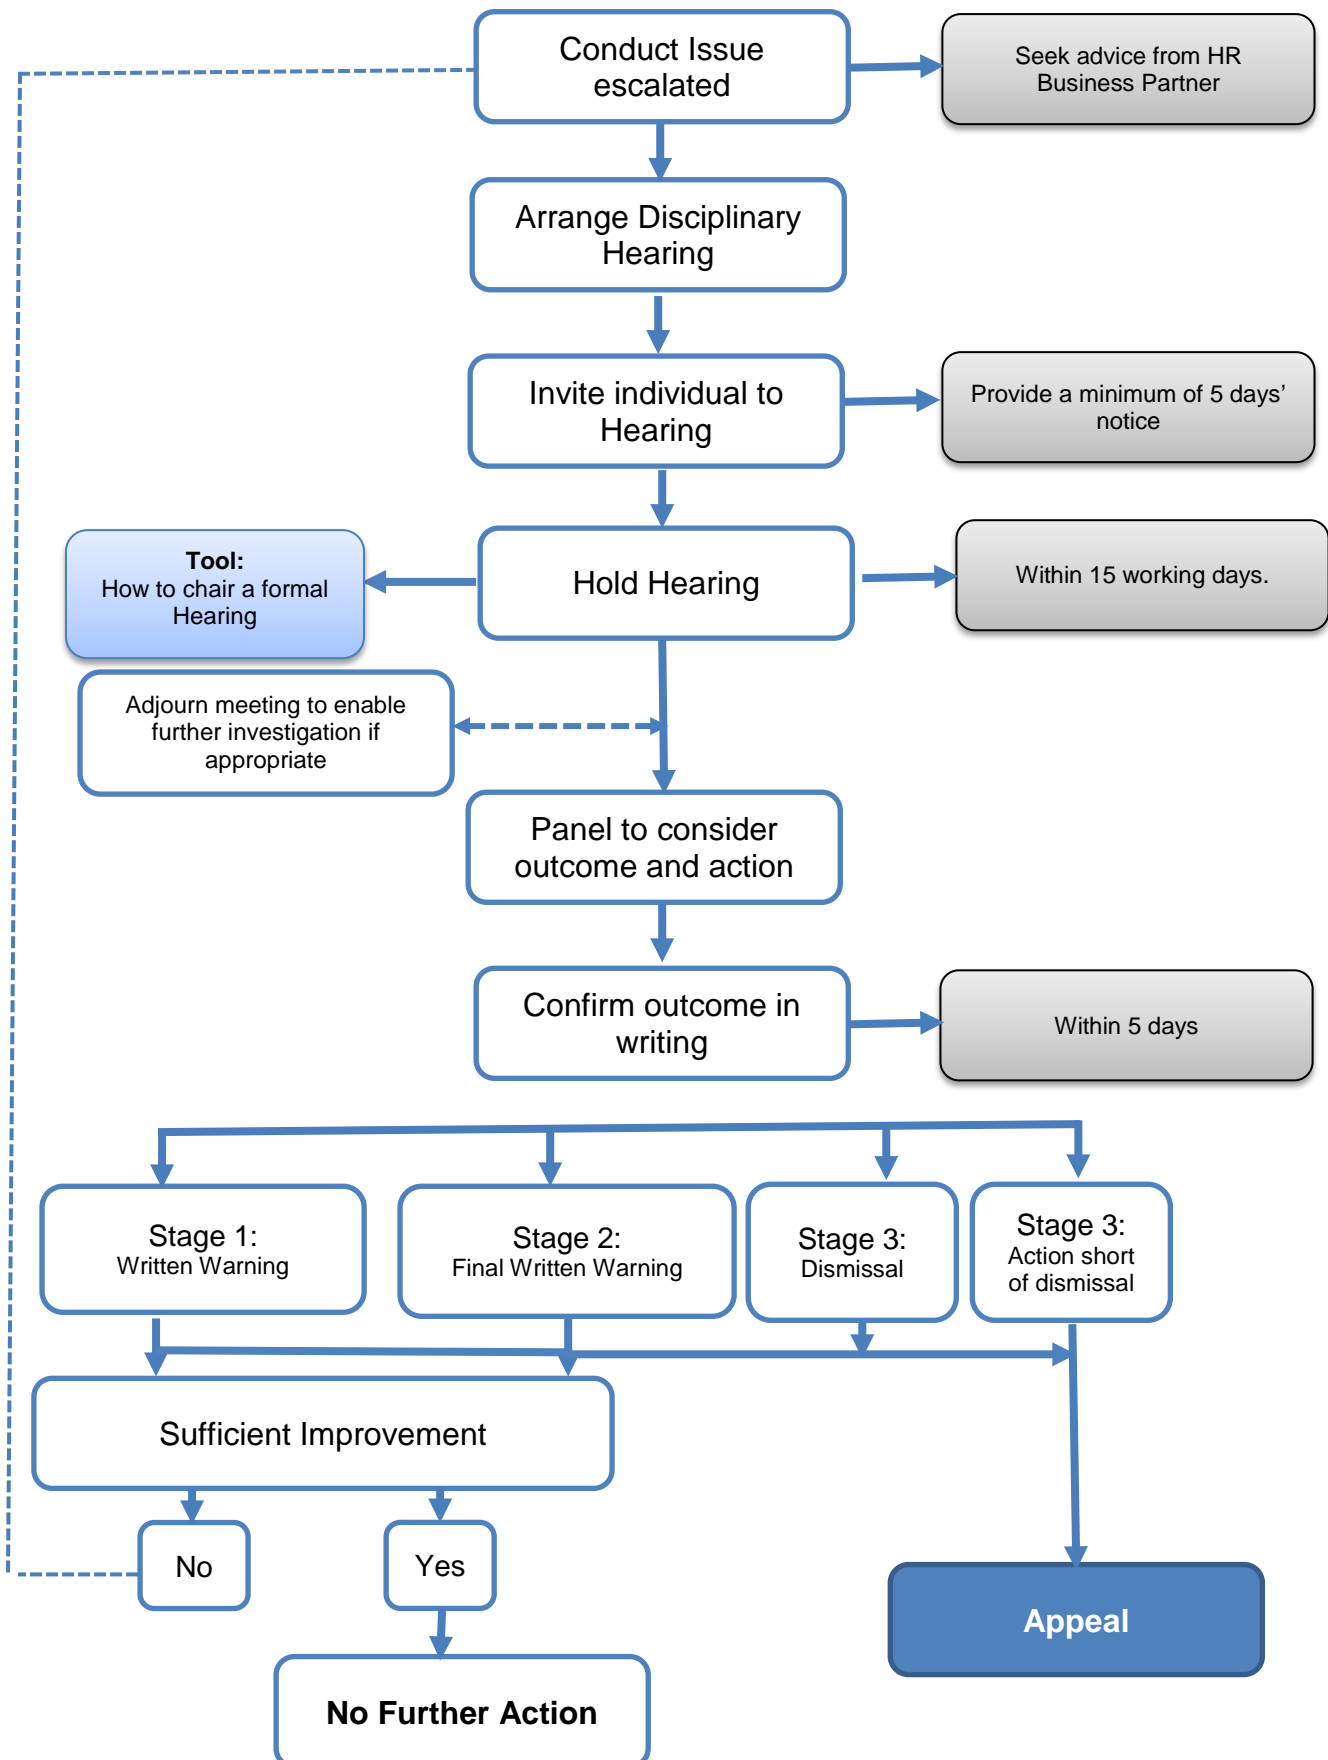 Conduct Issue
escalated
Seek advice from HR
Business Partner
Arrange Disciplinary
Hearing
Invite individual to
Hearing
Provide a minimum of 5 days’
notice
Tool:
How to chair a formal
Hearing
Hold Hearing
Within 15 working days.
Adjourn meeting to enable
further investigation if
appropriate
Panel to consider
outcome and action
Confirm outcome in
writing
Within 5 days
Stage 1:
Written Warning
Stage 2:
Final Written Warning
Stage 3:
Dismissal
Stage 3:
Action short
of dismissal
Sufficient Improvement
No
Yes
Appeal
No Further Action